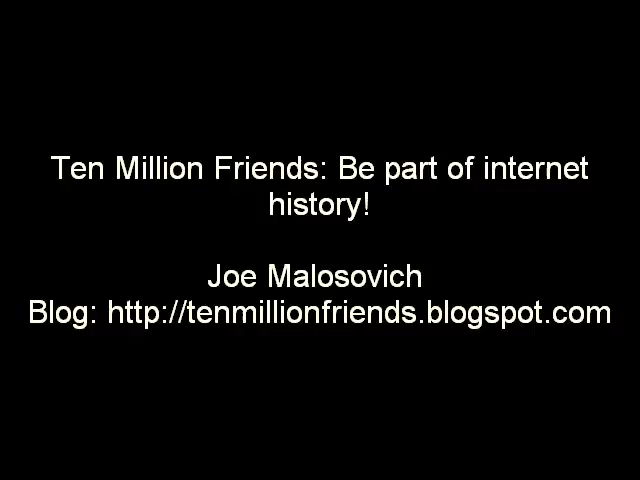 Ten Million Friends: Be part of internet
history!
Joe Malosovich
Blog: http://tenmillionfriends.blogspot.com